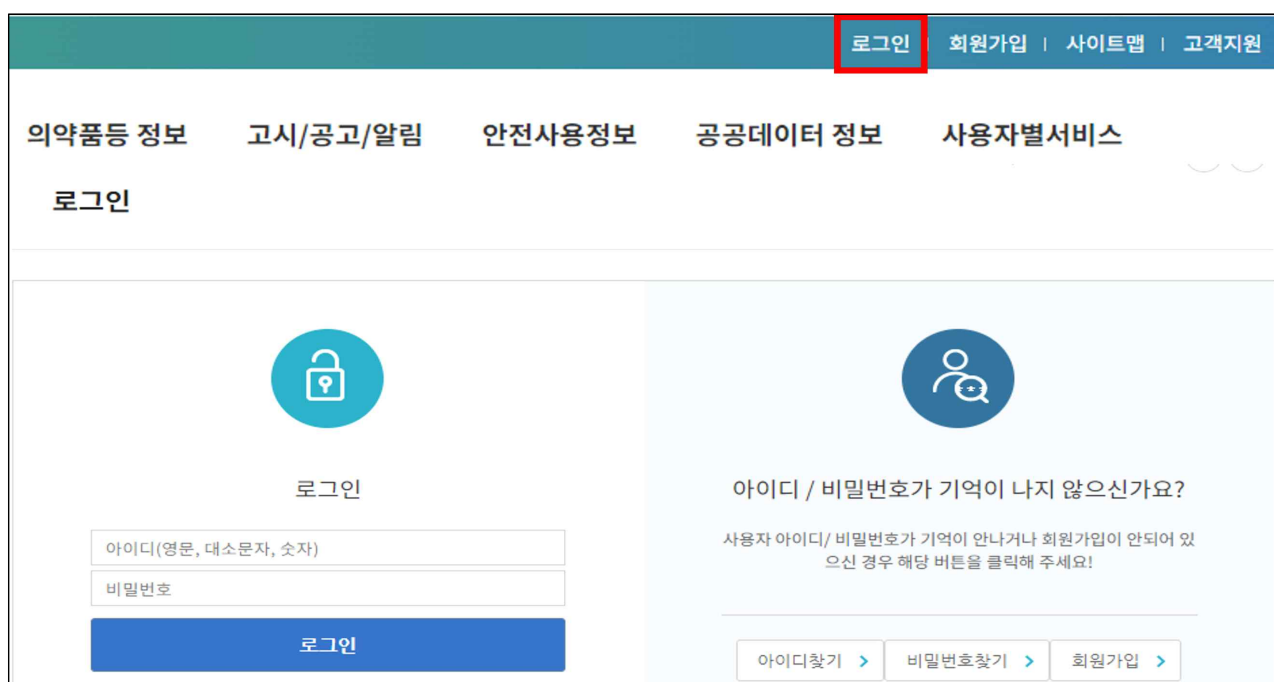 로그인 | 회원가입 | 사이트맵 | 고객지원
의약품등 정보 고시/공고/알림 안전사용정보 공공데이터 정보 사용자별서비스
로그인
로그인
아이디(영문, 대소문자, 숫자)
비밀번호
로그인
아이디 / 비밀번호가 기억이 나지 않으신가요?
사용자 아이디/ 비밀번호가 기억이 안나거나 회원가입이 안되어 있
으신 경우 해당 버튼을 클릭해 주세요!
아이디찾기 > 비밀번호찾기 > 회원가입 >